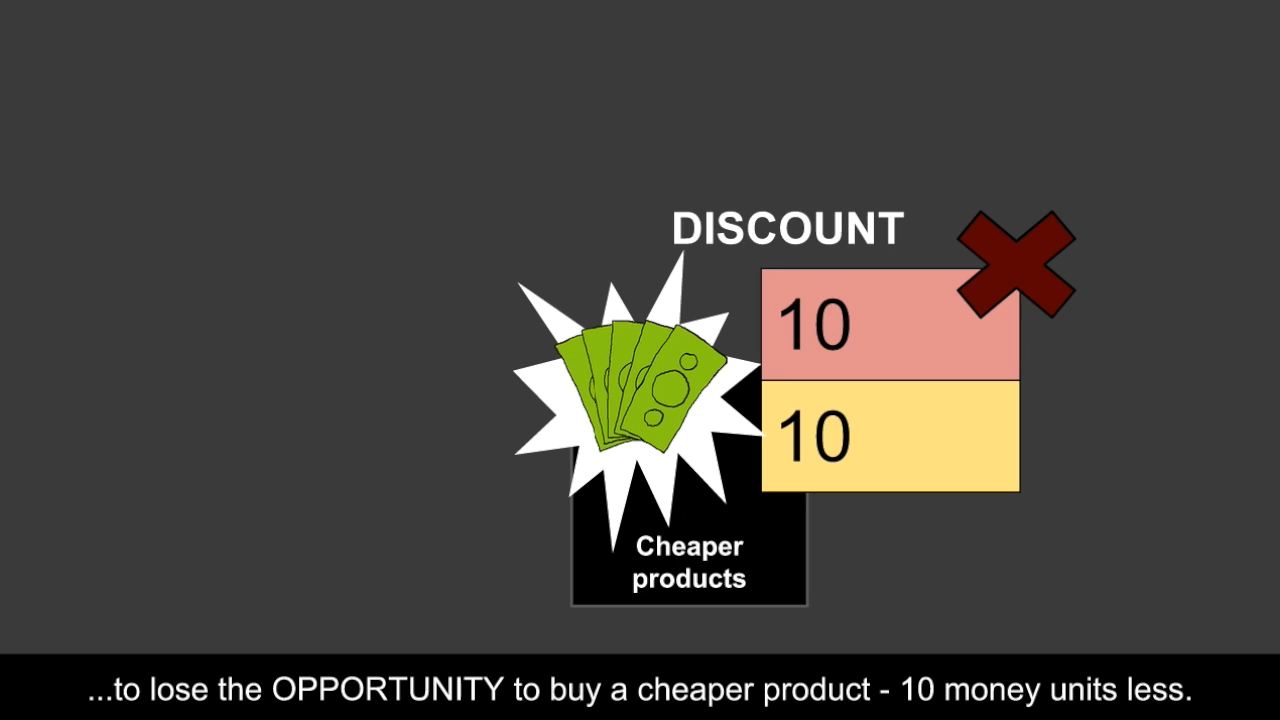 DISCOUNT
10
10
Cheaper
products
...to lose the OPPORTUNITY to buy a cheaper product - 10 money units less.